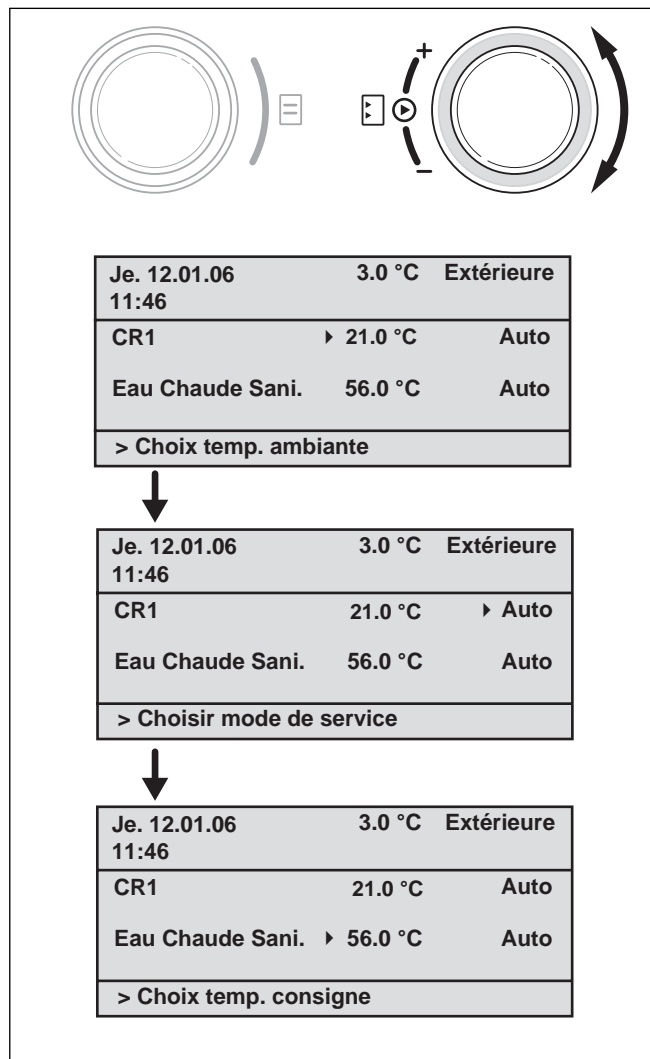 +
−
Je. 12.01.06 3.0 °C Extérieure
11:46
CR1 ▸ 21.0 °C Auto
Eau Chaude Sani. 56.0 °C Auto
> Choix temp. ambiante
Je. 12.01.06 3.0 °C Extérieure
11:46
CR1 21.0 °C ▸ Auto
Eau Chaude Sani. 56.0 °C Auto
> Choisir mode de service
Je. 12.01.06 3.0 °C Extérieure
11:46
CR1 21.0 °C Auto
Eau Chaude Sani. ▸ 56.0 °C Auto
> Choix temp. consigne